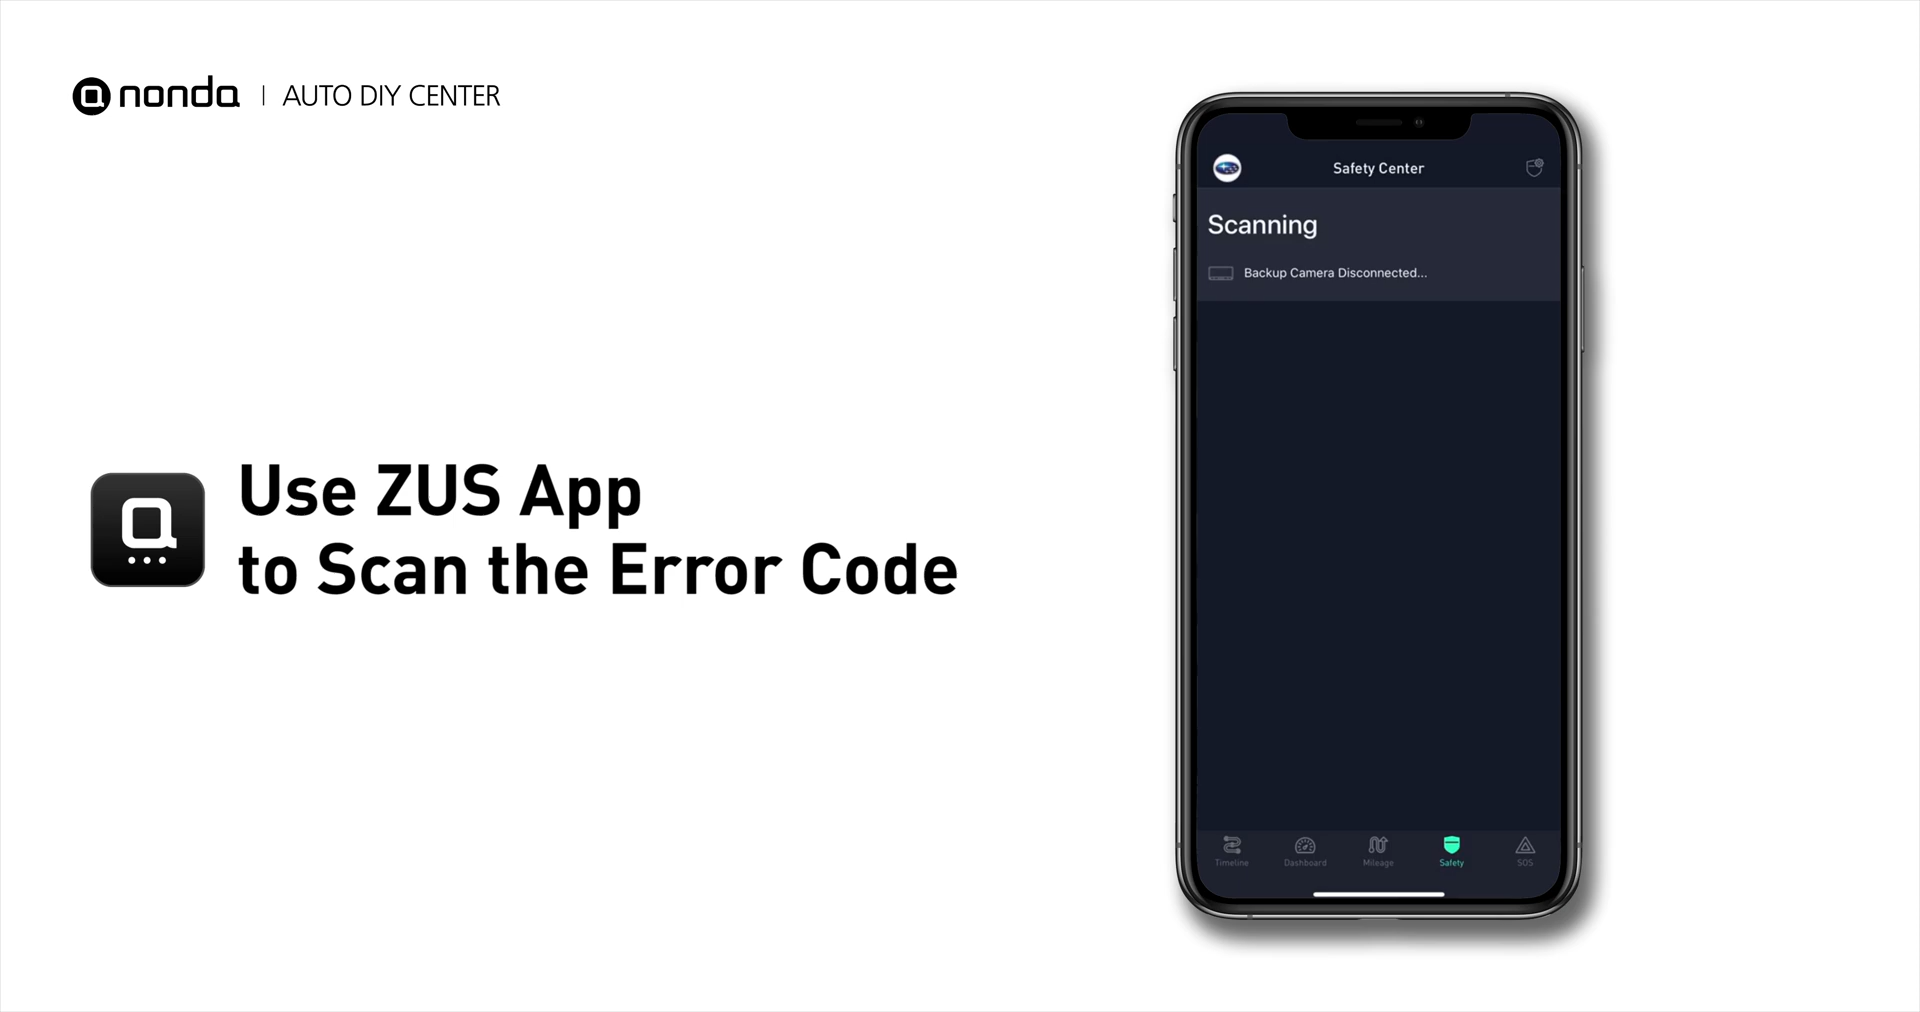 nonda | AUTO DIY CENTER
Use ZUS App
to Scan the Error Code
Safety Center
Scanning
Backup Camera Disconnected...
Timeline
Dashboard
Mileage
Safety
SOS